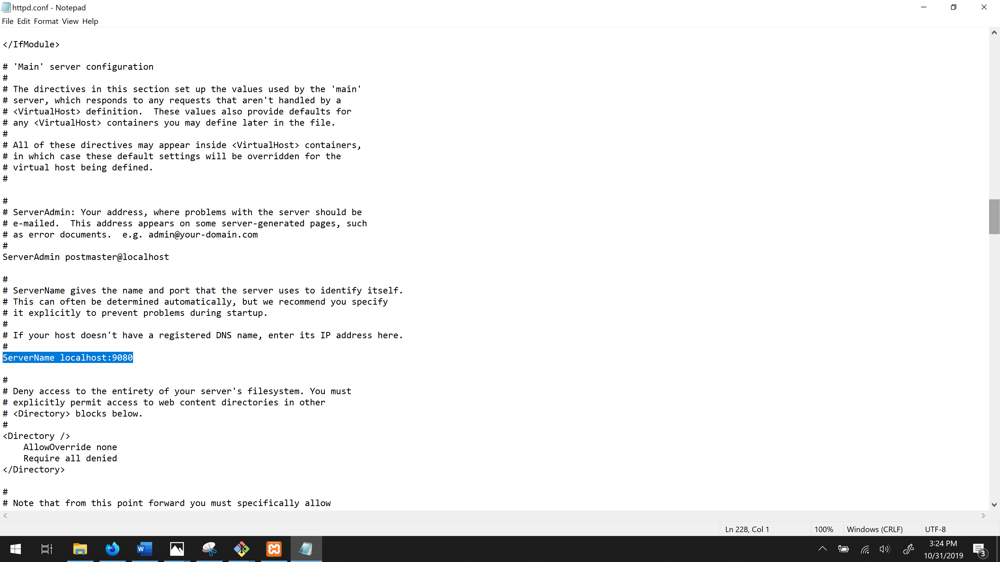 httpd.conf - Notepad
File Edit Format View Help
</IfModule>
# 'Main' server configuration
#
# The directives in this section set up the values used by the 'main'
# server, which responds to any requests that aren't handled by a
# <VirtualHost> definition.  These values also provide defaults for
# any <VirtualHost> containers you may define later in the file.
#
# All of these directives may appear inside <VirtualHost> containers,
# in which case these default settings will be overridden for the
# virtual host being defined.
#
#
# ServerAdmin: Your address, where problems with the server should be
# e-mailed.  This address appears on some server-generated pages, such
# as error documents.  e.g. admin@your-domain.com
#
ServerAdmin postmaster@localhost
#
# ServerName gives the name and port that the server uses to identify itself.
# This can often be determined automatically, but we recommend you specify
# it explicitly to prevent problems during startup.
#
# If your host doesn't have a registered DNS name, enter its IP address here.
#
ServerName localhost:9080
#
# Deny access to the entirety of your server's filesystem. You must
# explicitly permit access to web content directories in other
# <Directory> blocks below.
#
<Directory />
    AllowOverride none
    Require all denied
</Directory>
#
# Note that from this point forward you must specifically allow
Ln 228, Col 1
100%
Windows (CRLF)
UTF-8
W
3:24 PM
10/31/2019
3